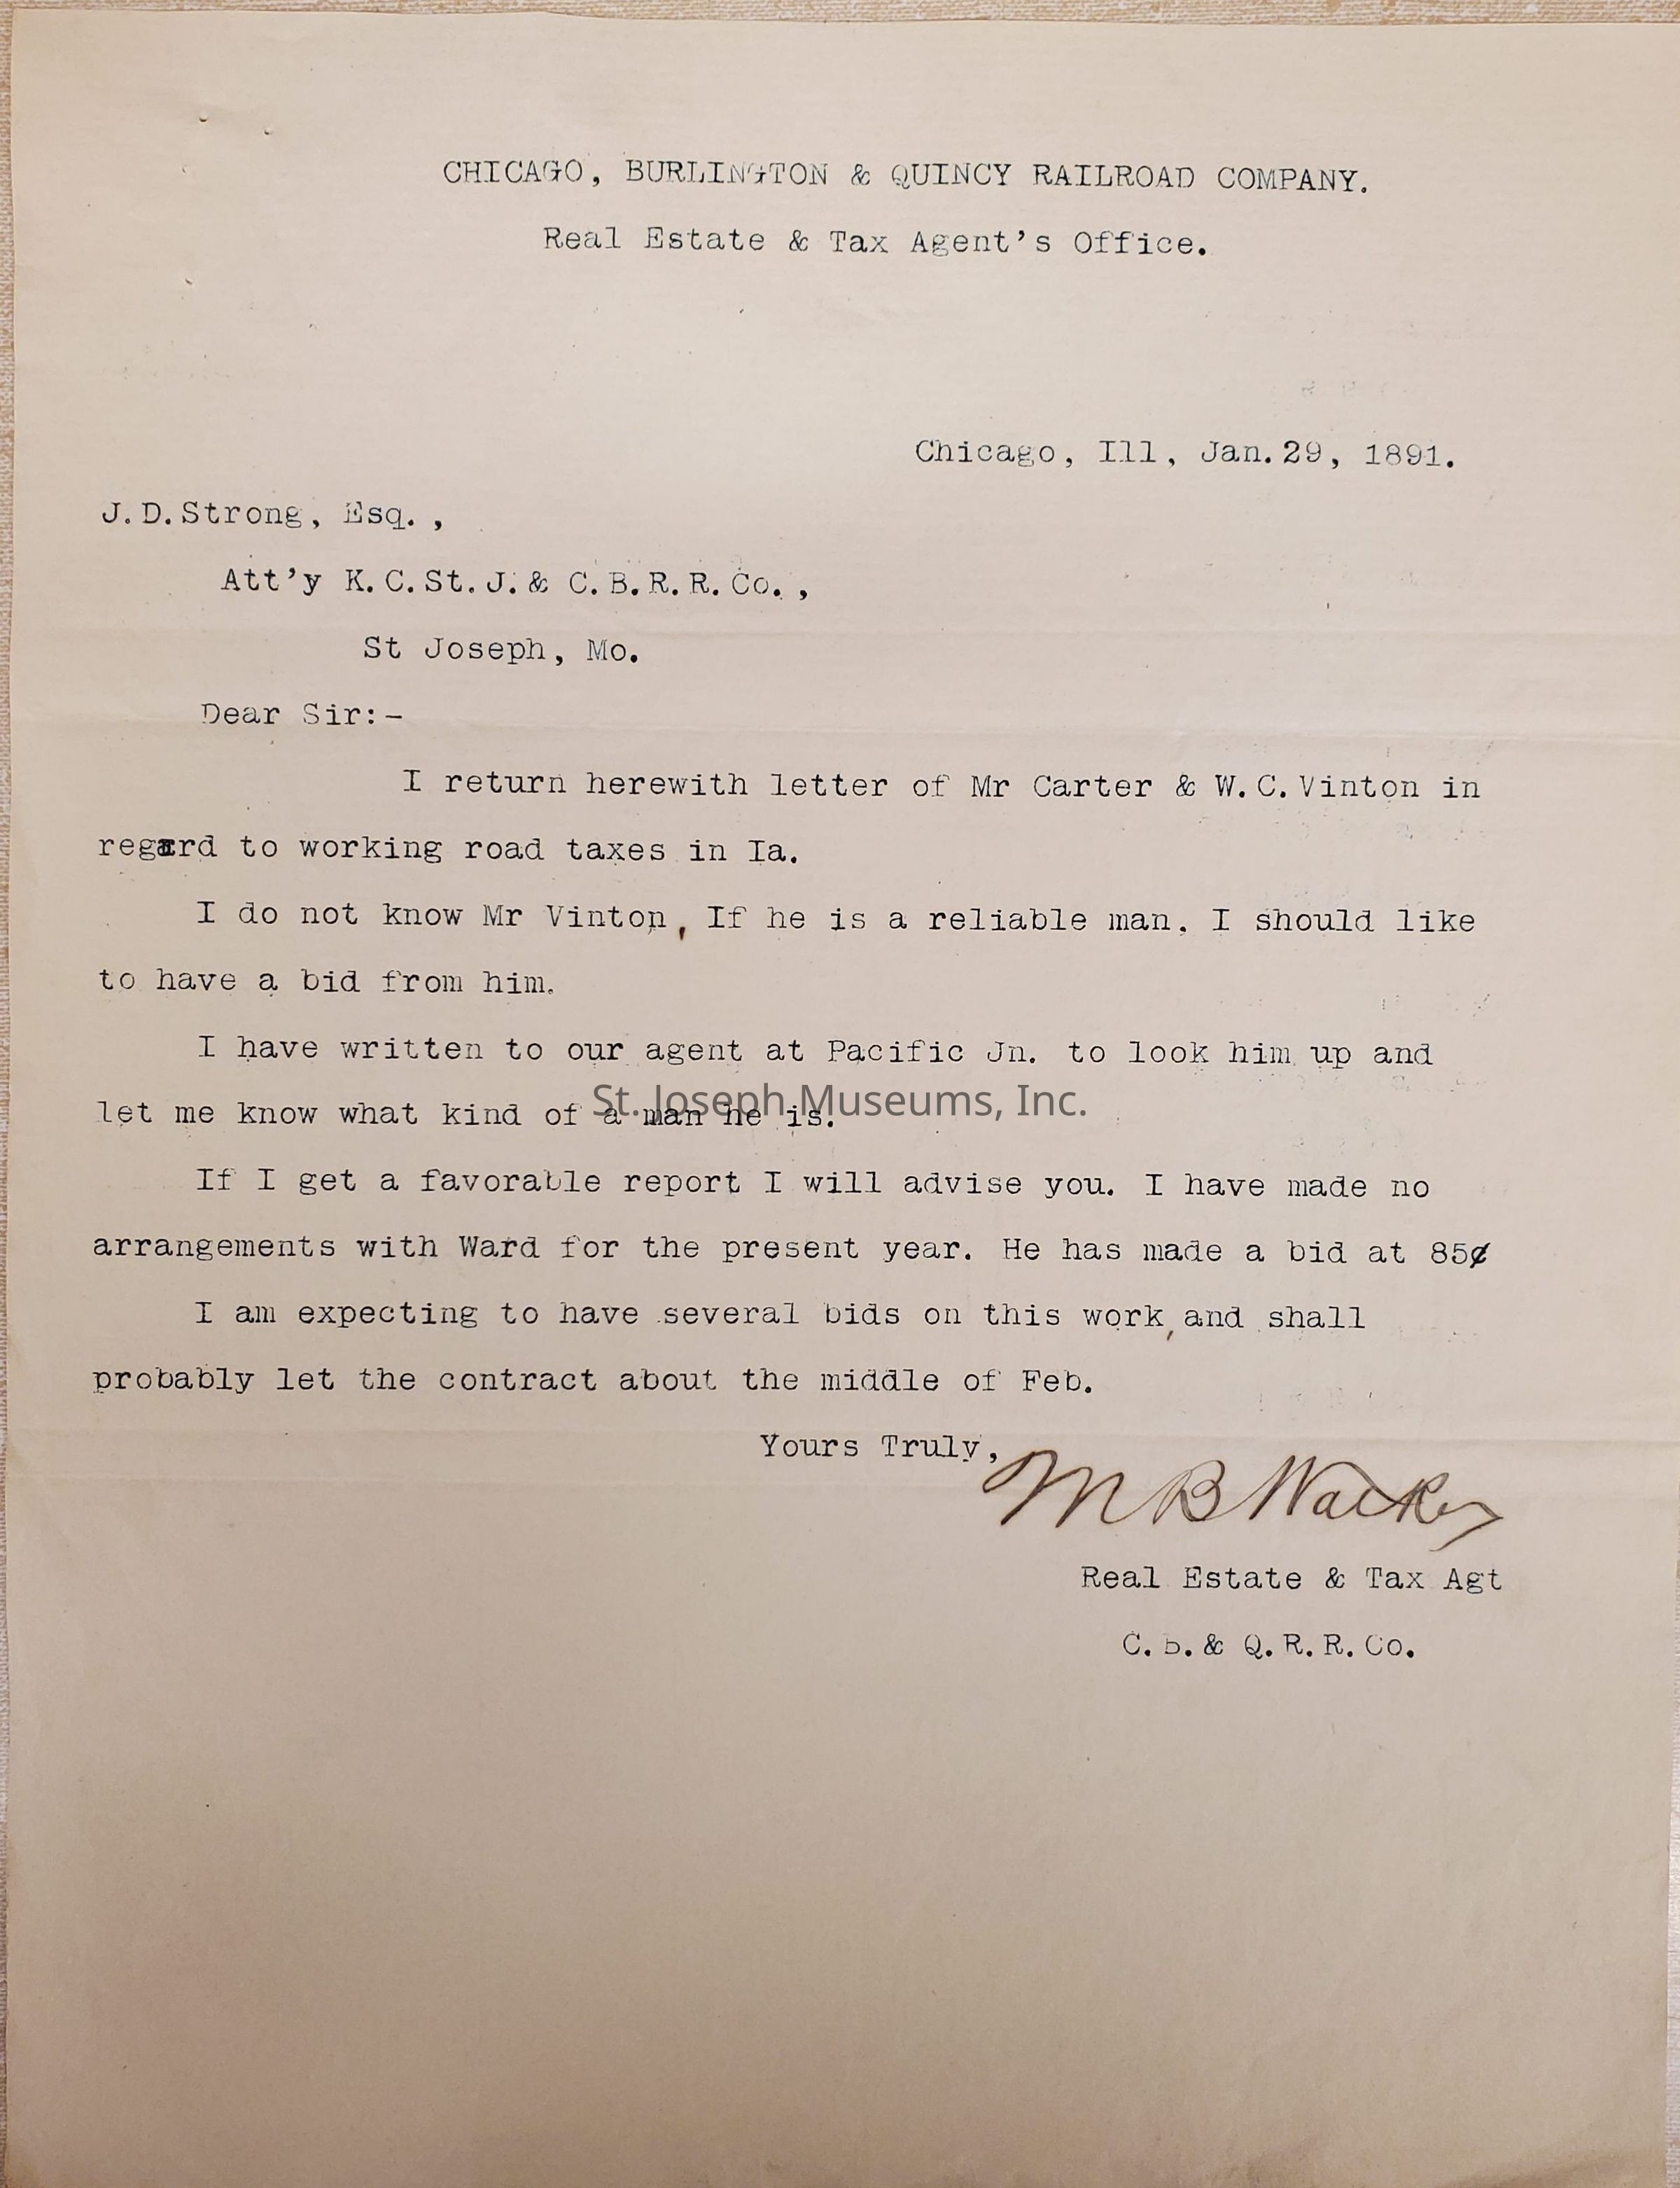 CHICAGO, BURLINGTON & QUINCY RAILROAD COMPANY.
Real Estate & Tax Agent's Office.
Chicago, Ill, Jan.29, 1891.
J.D.Strong, Esq.,
Att'y K.C.St.J.& C.B.R.R.Co.,
St Joseph, Mo.
Dear Sir:-
I return herewith letter of Mr Carter & W.C.Vinton in
regard to working road taxes in Ia.
I do not know Mr Vinton, If he is a reliable man, I should like
to have a bid from him.
I have written to our agent at Pacific Jn. to look him up and
let me know what kind of a man he is.
St. Joseph Museums, Inc.
If I get a favorable report I will advise you. I have made no
arrangements with Ward for the present year. He has made a bid at 85¢
I am expecting to have several bids on this work, and shall
probably let the contract about the middle of Feb.
Yours Truly,
M B Walker
Real Estate & Tax Agt
C.B.& Q.R.R.Co.